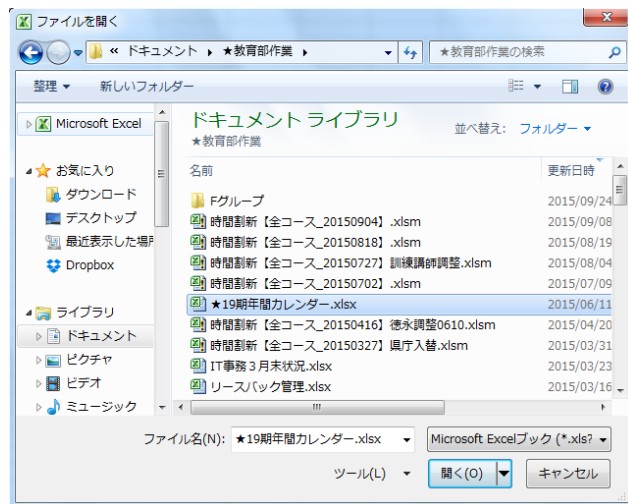 ファイルを開く
« ドキュメント ▸ ★教育部作業 ▸
★教育部作業の検索
整理 ▼ 新しいフォルダー
Microsoft Excel
お気に入り
ダウンロード
デスクトップ
最近表示した場所
Dropbox
ライブラリ
ドキュメント
ピクチャ
ビデオ
ミュージック
ドキュメント ライブラリ
★教育部作業
並べ替え: フォルダー ▼
名前 更新日時
Fグループ 2015/09/24
時間割新【全コース_20150904】.xlsm 2015/09/08
時間割新【全コース_20150818】.xlsm 2015/08/19
時間割新【全コース_20150727】訓練講師調整.xlsm 2015/08/04
時間割新【全コース_20150702】.xlsm 2015/07/09
★19期年間カレンダー.xlsx 2015/06/11
時間割新【全コース_20150416】徳永調整0610.xlsm 2015/04/20
時間割新【全コース_20150327】県庁入替.xlsm 2015/03/31
IT事務３月末状況.xlsx 2015/03/23
リースバック管理.xlsx 2015/03/16
ファイル名(N): ★19期年間カレンダー.xlsx Microsoft Excelブック (*.xls?
ツール(L) 開く(O) キャンセル